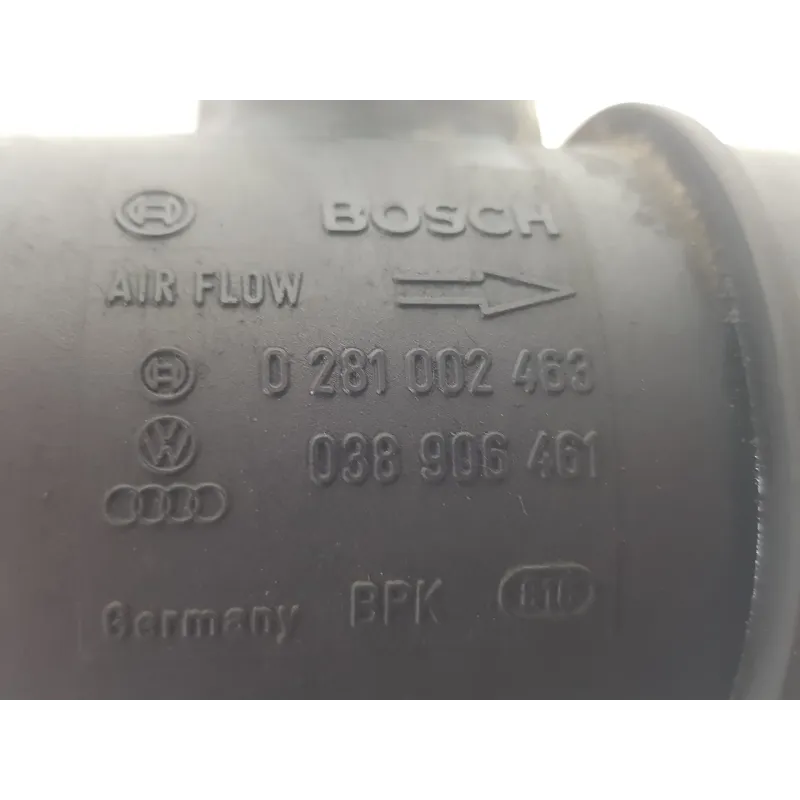 BOSCH
AIR FLOW
0 281 002 463
038 906 461
Germany BPK